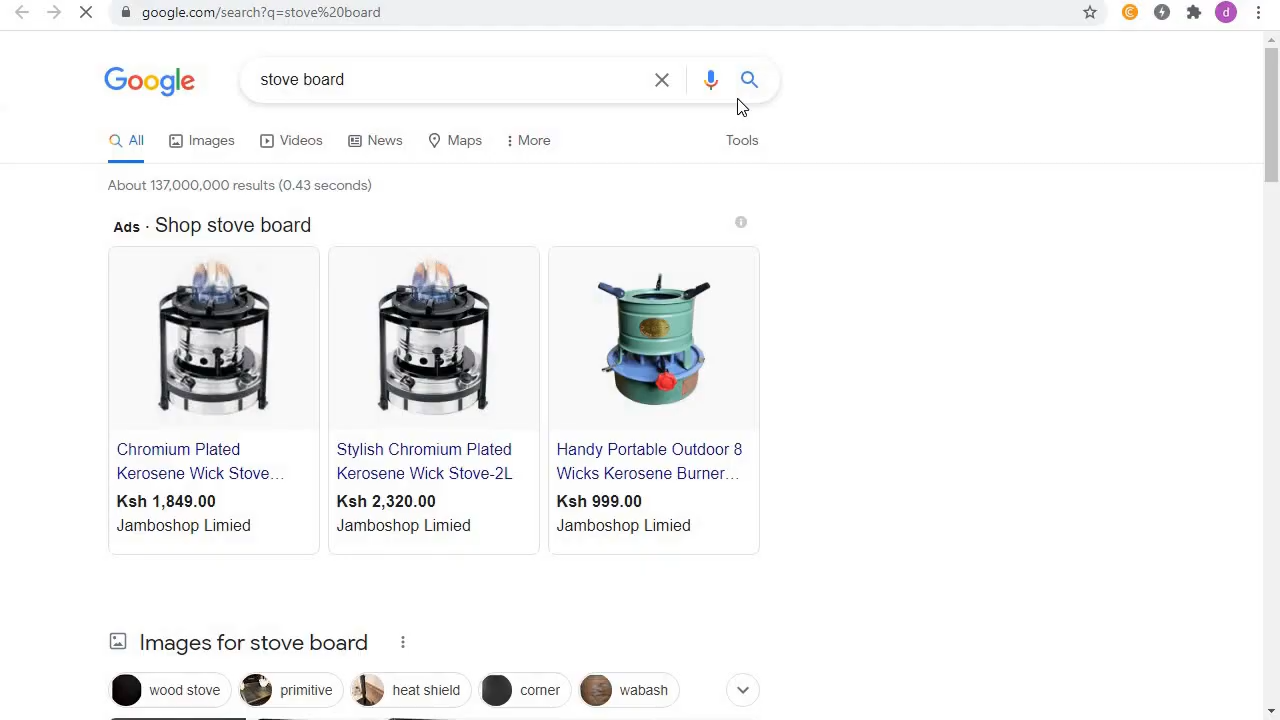 google.com/search?q=stove%20board
d
Google
stove board
All Images Videos News Maps More Tools
About 137,000,000 results (0.43 seconds)
Ads · Shop stove board
Chromium Plated
Kerosene Wick Stove…
Ksh 1,849.00
Jamboshop Limied
Stylish Chromium Plated
Kerosene Wick Stove-2L
Ksh 2,320.00
Jamboshop Limied
Handy Portable Outdoor 8
Wicks Kerosene Burner…
Ksh 999.00
Jamboshop Limied
Images for stove board
wood stove primitive heat shield corner wabash